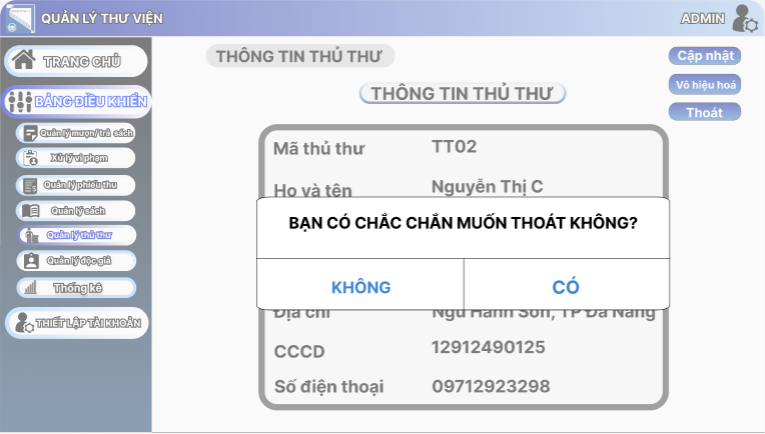 QUẢN LÝ THƯ VIỆN
ADMIN
TRANG CHỦ
BẢNG ĐIỀU KHIỂN
Quản lý mượn/trả sách
Xử lý vi phạm
Quản lý phiếu thu
Quản lý sách
Quản lý thủ thư
Quản lý độc giả
Thống kê
THIẾT LẬP TÀI KHOẢN
THÔNG TIN THỦ THƯ
Cập nhật
Vô hiệu hoá
Thoát
THÔNG TIN THỦ THƯ
Mã thủ thư TT02
Họ và tên Nguyễn Thị C
BẠN CÓ CHẮC CHẮN MUỐN THOÁT KHÔNG?
KHÔNG CÓ
Địa chỉ Ngũ Hành Sơn, TP Đà Nẵng
CCCD 12912490125
Số điện thoại 09712923298